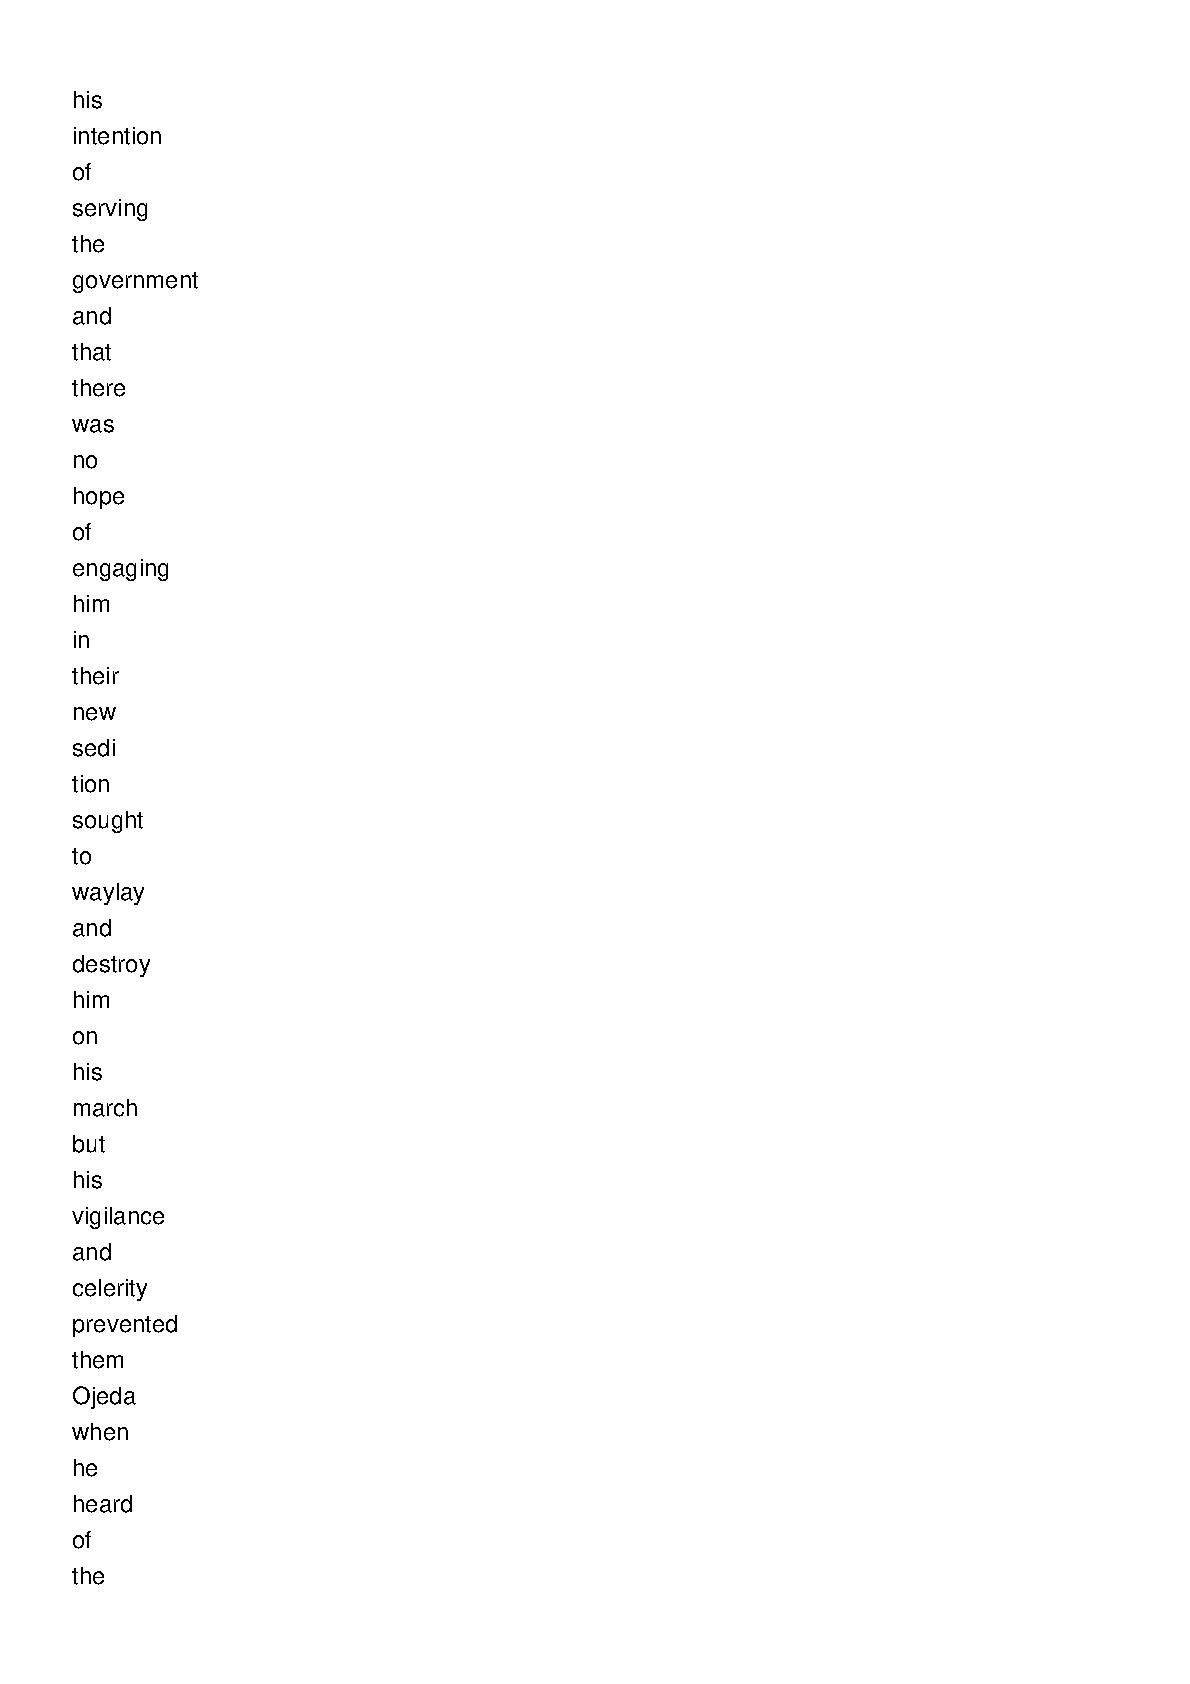 his
intention
of
serving
the
government
and
that
there
was
no
hope
of
engaging
him
in
their
new
sedi
tion
sought
to
waylay
and
destroy
him
on
his
march
but
his
vigilance
and
celerity
prevented
them
Ojeda
when
he
heard
of
the